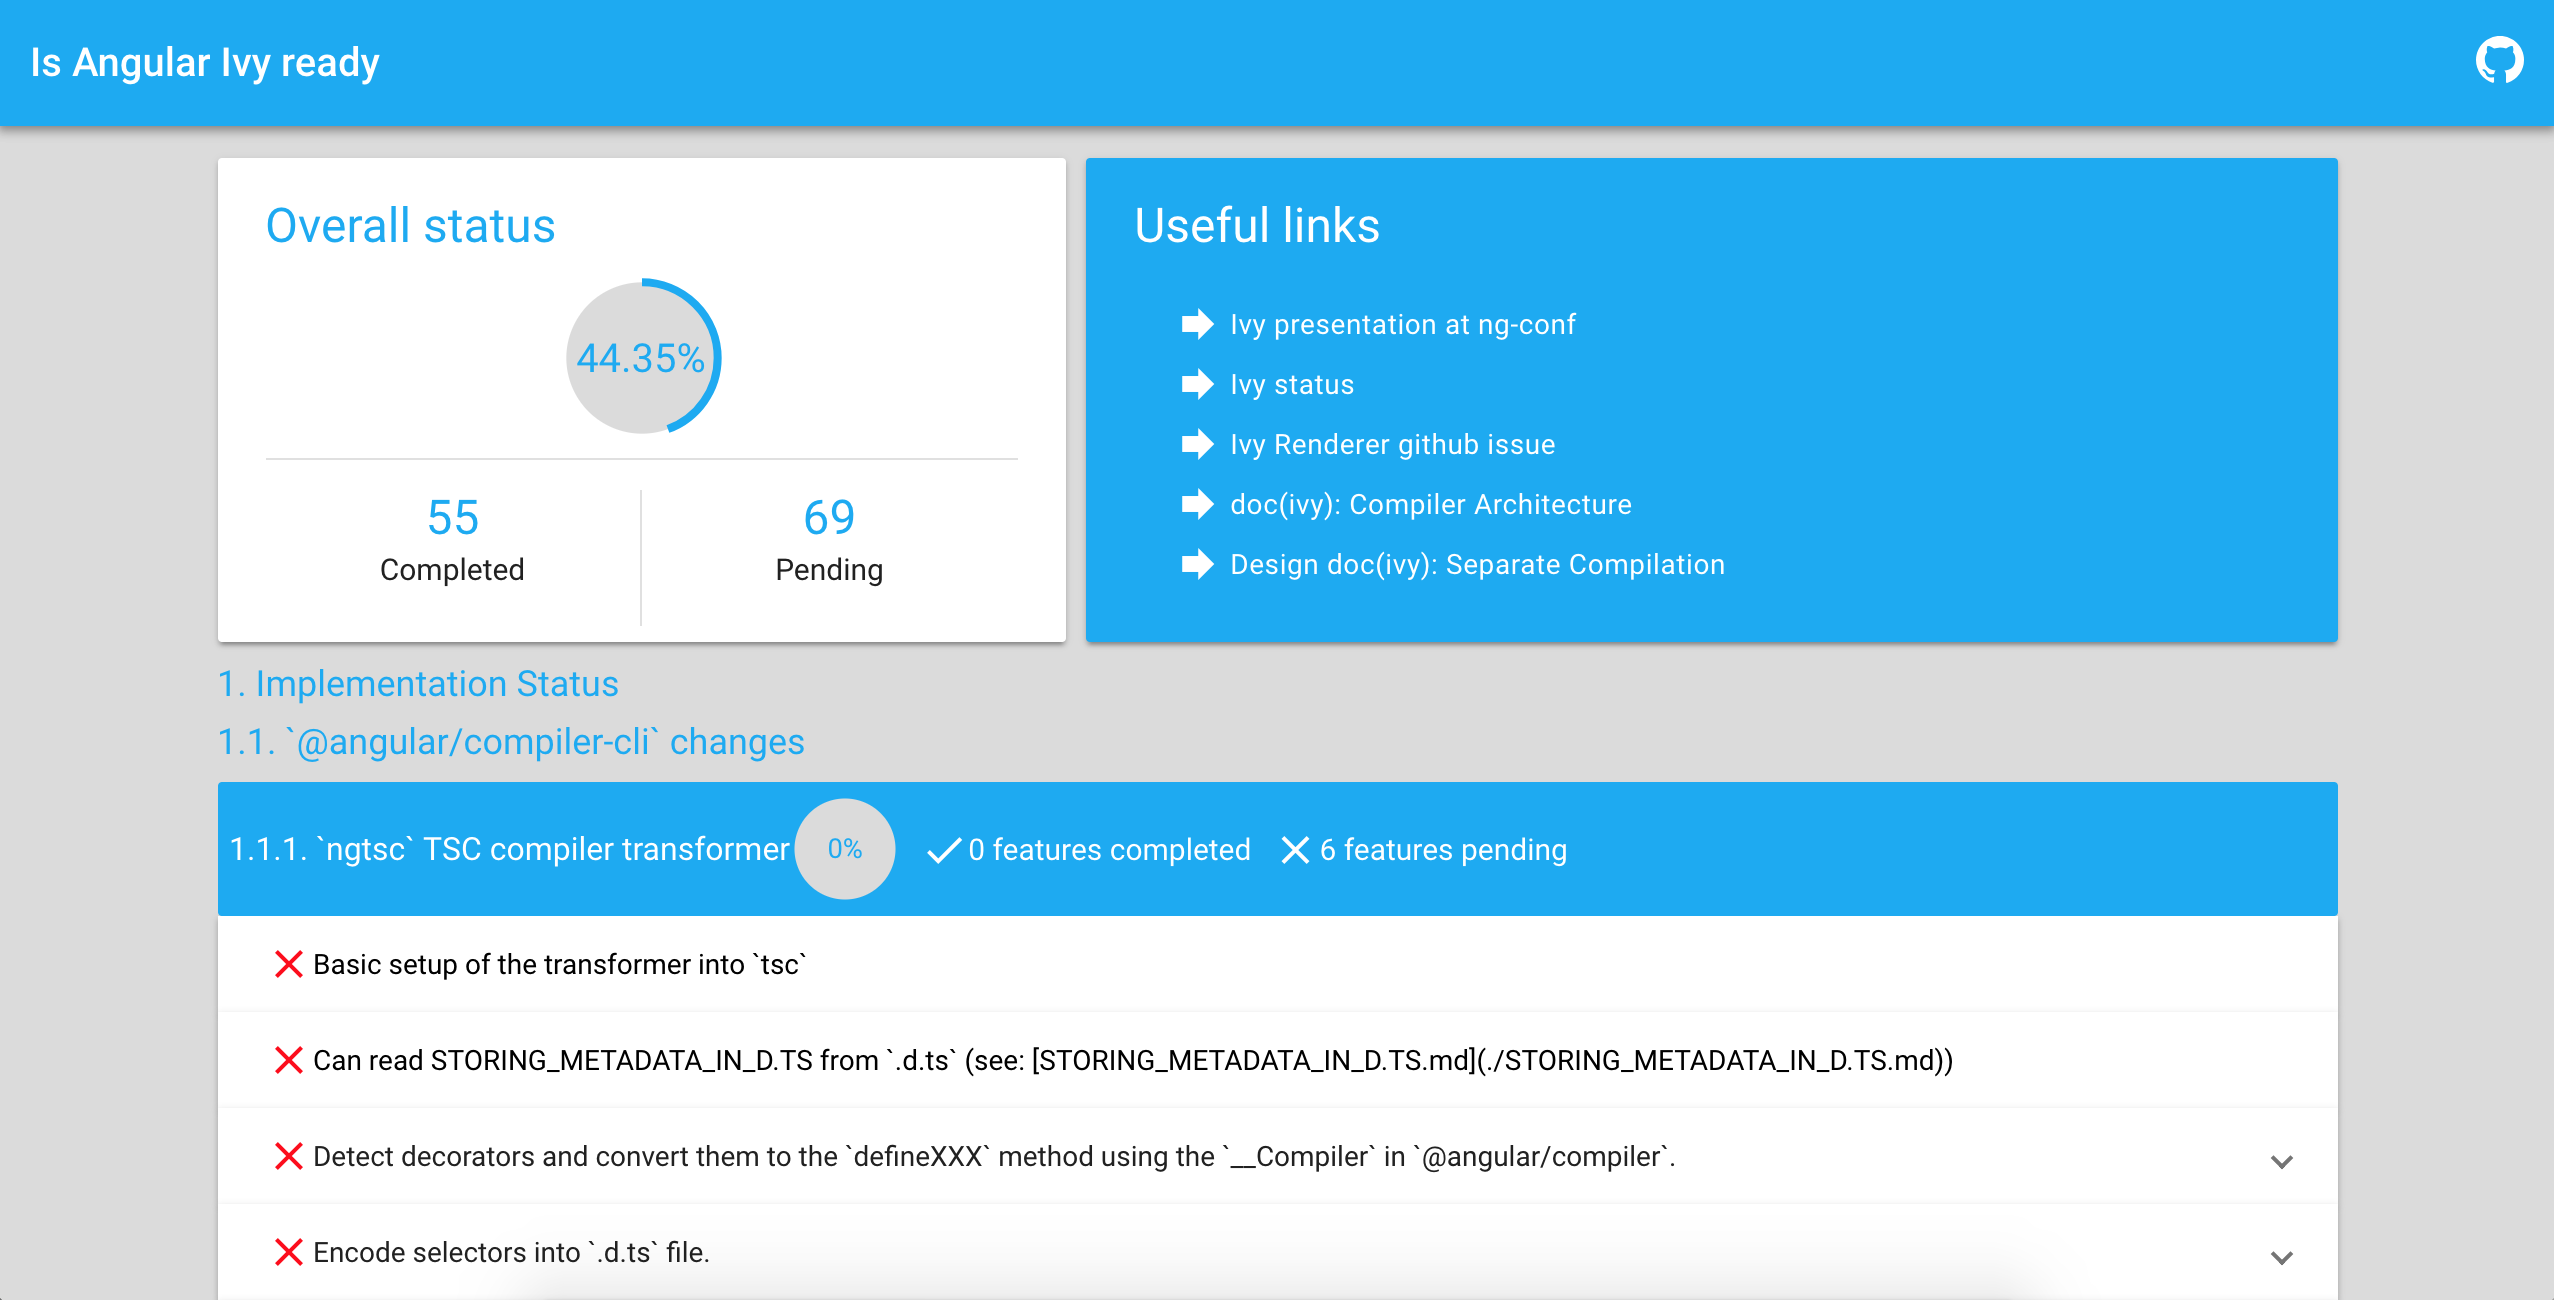 Is Angular Ivy ready
Overall status
44.35%
55
Completed
69
Pending
Useful links
Ivy presentation at ng-conf
Ivy status
Ivy Renderer github issue
doc(ivy): Compiler Architecture
Design doc(ivy): Separate Compilation
1. Implementation Status
1.1. `@angular/compiler-cli` changes
1.1.1. `ngtsc` TSC compiler transformer 0% 0 features completed 6 features pending
Basic setup of the transformer into `tsc`
Can read STORING_METADATA_IN_D.TS from `.d.ts` (see: [STORING_METADATA_IN_D.TS.md](./STORING_METADATA_IN_D.TS.md))
Detect decorators and convert them to the `defineXXX` method using the `__Compiler` in `@angular/compiler`.
Encode selectors into `.d.ts` file.